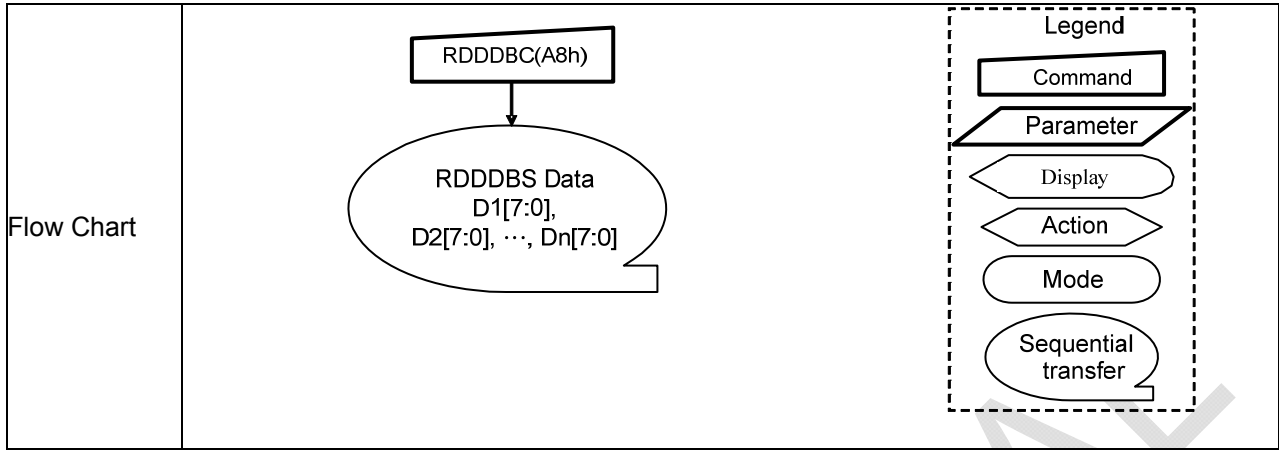 Flow Chart
RDDDBC(A8h)
RDDDBS Data
D1[7:0],
D2[7:0], ⋯, Dn[7:0]
Legend
Command
Parameter
Display
Action
Mode
Sequential
transfer